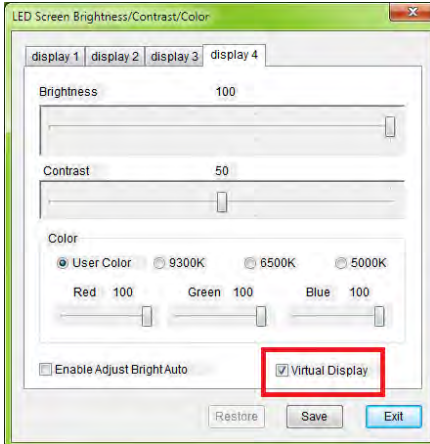 LED Screen Brightness/Contrast/Color
display 1 display 2 display 3 display 4
Brightness 100
Contrast 50
Color
User Color 9300K 6500K 5000K
Red 100 Green 100 Blue 100
Enable Adjust Bright Auto Virtual Display
Restore Save Exit